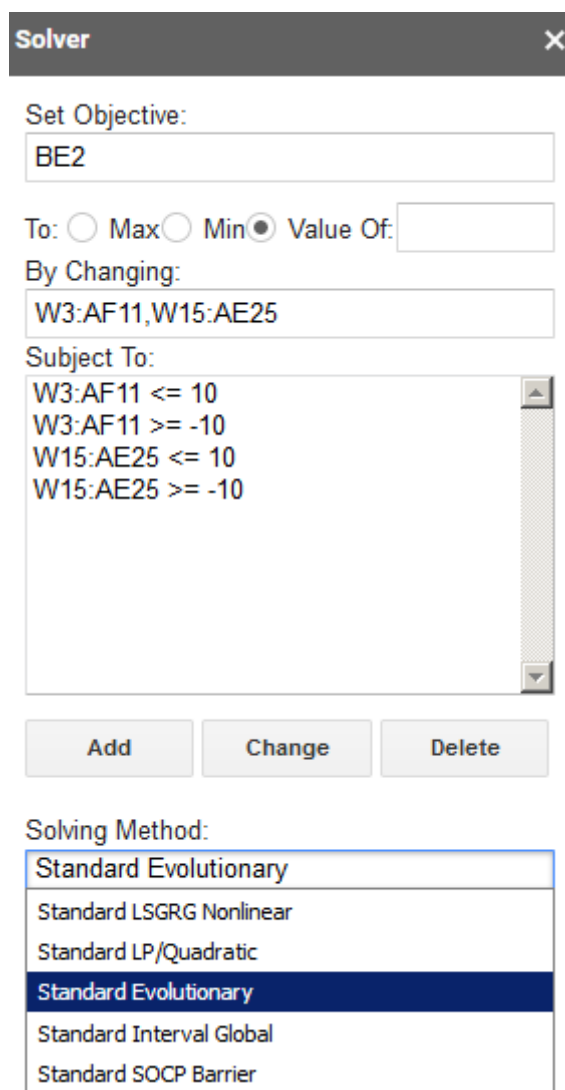 Solver ×
Set Objective:
BE2
To: Max Min Value Of:
By Changing:
W3:AF11,W15:AE25
Subject To:
W3:AF11 <= 10
W3:AF11 >= -10
W15:AE25 <= 10
W15:AE25 >= -10
Add Change Delete
Solving Method:
Standard Evolutionary
Standard LSGRG Nonlinear
Standard LP/Quadratic
Standard Evolutionary
Standard Interval Global
Standard SOCP Barrier